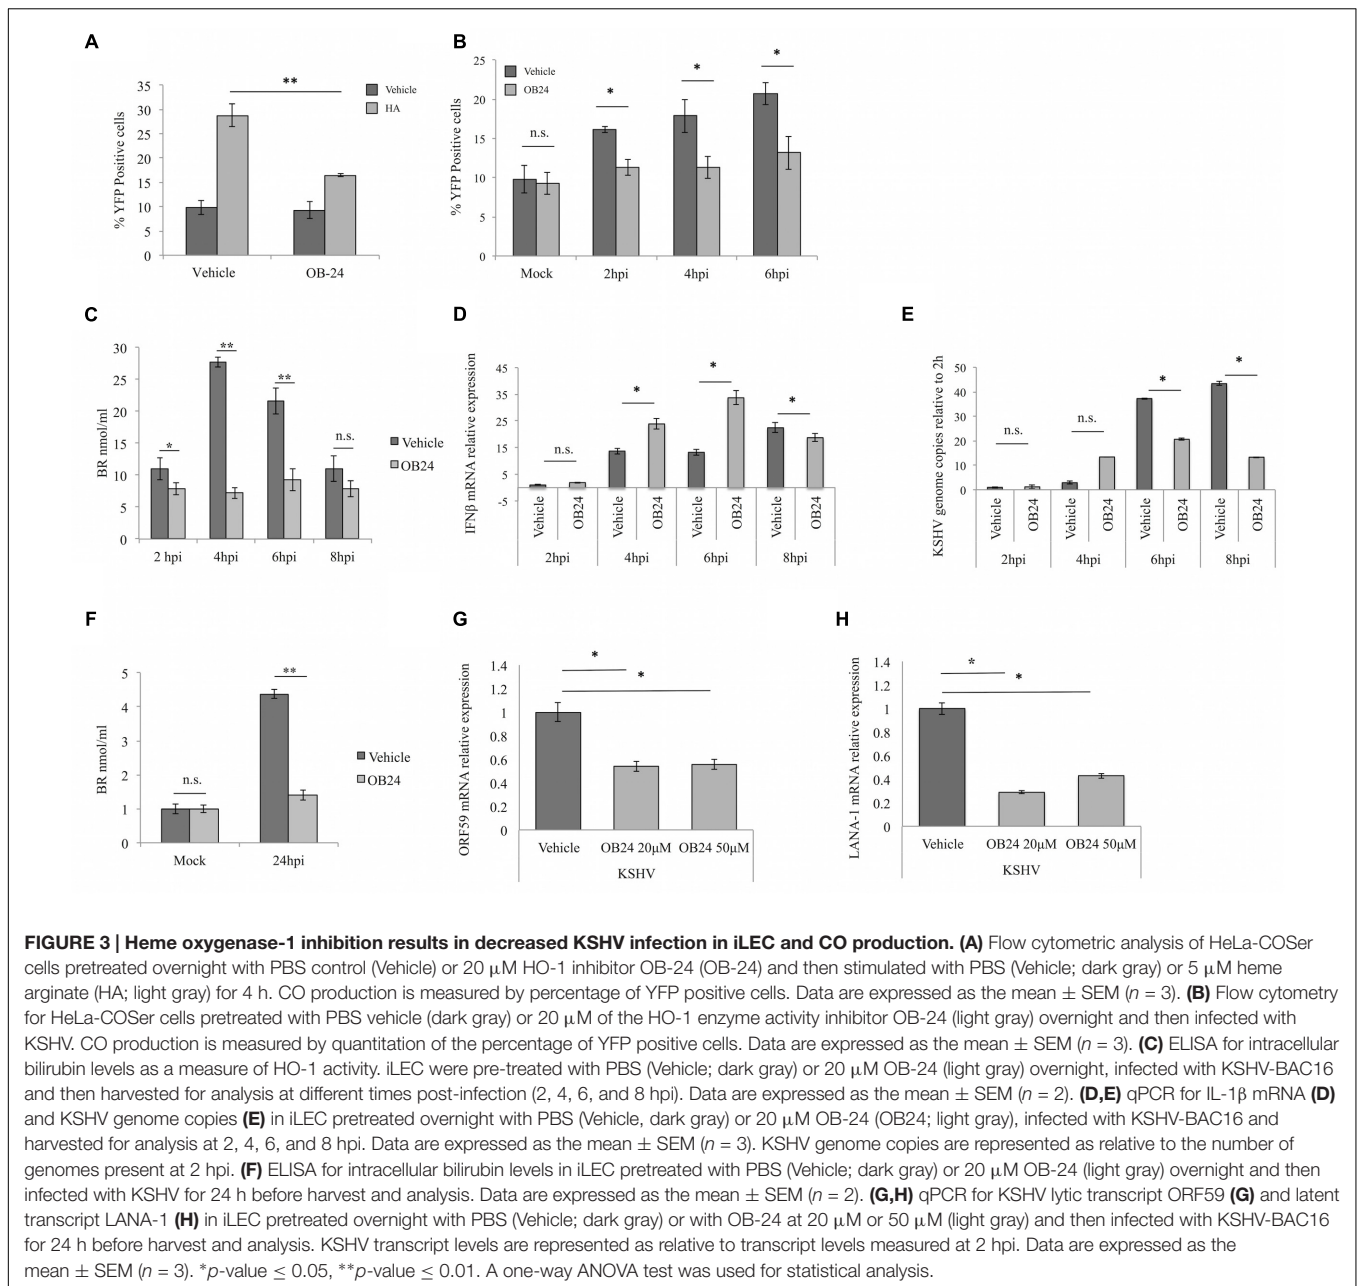 A
35
30
25
20
15
10
5
0
% YFP Positive cells
**
Vehicle
HA
Vehicle OB-24
B
25
20
15
10
5
0
% YFP Positive cells
Vehicle
OB24
n.s.
*
*
*
Mock 2hpi 4hpi 6hpi
C
30
25
20
15
10
5
0
BR nmol/ml
*
**
**
n.s.
Vehicle
OB24
2 hpi 4hpi 6hpi 8hpi
D
45
35
25
15
5
-5
IFNβ mRNA relative expression
n.s.
*
*
*
Vehicle OB24 Vehicle OB24 Vehicle OB24 Vehicle OB24
2hpi 4hpi 6hpi 8hpi
E
50
40
30
20
10
0
KSHV genome copies relative to 2h
n.s.
n.s.
*
*
Vehicle OB24 Vehicle OB24 Vehicle OB24 Vehicle OB24
2hpi 4hpi 6hpi 8hpi
F
5
4
3
2
1
0
BR nmol/ml
n.s.
**
Vehicle
OB24
Mock 24hpi
G
1.4
1.2
1
0.8
0.6
0.4
0.2
0
ORF59 mRNA relative expression
*
*
Vehicle OB24 20μM OB24 50μM
KSHV
H
1.4
1.2
1
0.8
0.6
0.4
0.2
0
LANA-1 mRNA relative expression
*
*
Vehicle OB24 20μM OB24 50μM
KSHV
FIGURE 3 | Heme oxygenase-1 inhibition results in decreased KSHV infection in iLEC and CO production. (A) Flow cytometric analysis of HeLa-COSer
cells pretreated overnight with PBS control (Vehicle) or 20 μM HO-1 inhibitor OB-24 (OB-24) and then stimulated with PBS (Vehicle; dark gray) or 5 μM heme
arginate (HA; light gray) for 4 h. CO production is measured by percentage of YFP positive cells. Data are expressed as the mean ± SEM (n = 3). (B) Flow cytometry
for HeLa-COSer cells pretreated with PBS vehicle (dark gray) or 20 μM of the HO-1 enzyme activity inhibitor OB-24 (light gray) overnight and then infected with
KSHV. CO production is measured by quantitation of the percentage of YFP positive cells. Data are expressed as the mean ± SEM (n = 3). (C) ELISA for intracellular
bilirubin levels as a measure of HO-1 activity. iLEC were pre-treated with PBS (Vehicle; dark gray) or 20 μM OB-24 (light gray) overnight, infected with KSHV-BAC16
and then harvested for analysis at different times post-infection (2, 4, 6, and 8 hpi). Data are expressed as the mean ± SEM (n = 2). (D,E) qPCR for IL-1β mRNA (D)
and KSHV genome copies (E) in iLEC pretreated overnight with PBS (Vehicle, dark gray) or 20 μM OB-24 (OB24; light gray), infected with KSHV-BAC16 and
harvested for analysis at 2, 4, 6, and 8 hpi. Data are expressed as the mean ± SEM (n = 3). KSHV genome copies are represented as relative to the number of
genomes present at 2 hpi. (F) ELISA for intracellular bilirubin levels in iLEC pretreated with PBS (Vehicle; dark gray) or 20 μM OB-24 (light gray) overnight and then
infected with KSHV for 24 h before harvest and analysis. Data are expressed as the mean ± SEM (n = 2). (G,H) qPCR for KSHV lytic transcript ORF59 (G) and latent
transcript LANA-1 (H) in iLEC pretreated overnight with PBS (Vehicle; dark gray) or with OB-24 at 20 μM or 50 μM (light gray) and then infected with KSHV-BAC16
for 24 h before harvest and analysis. KSHV transcript levels are represented as relative to transcript levels measured at 2 hpi. Data are expressed as the
mean ± SEM (n = 3). *p-value ≤ 0.05, **p-value ≤ 0.01. A one-way ANOVA test was used for statistical analysis.